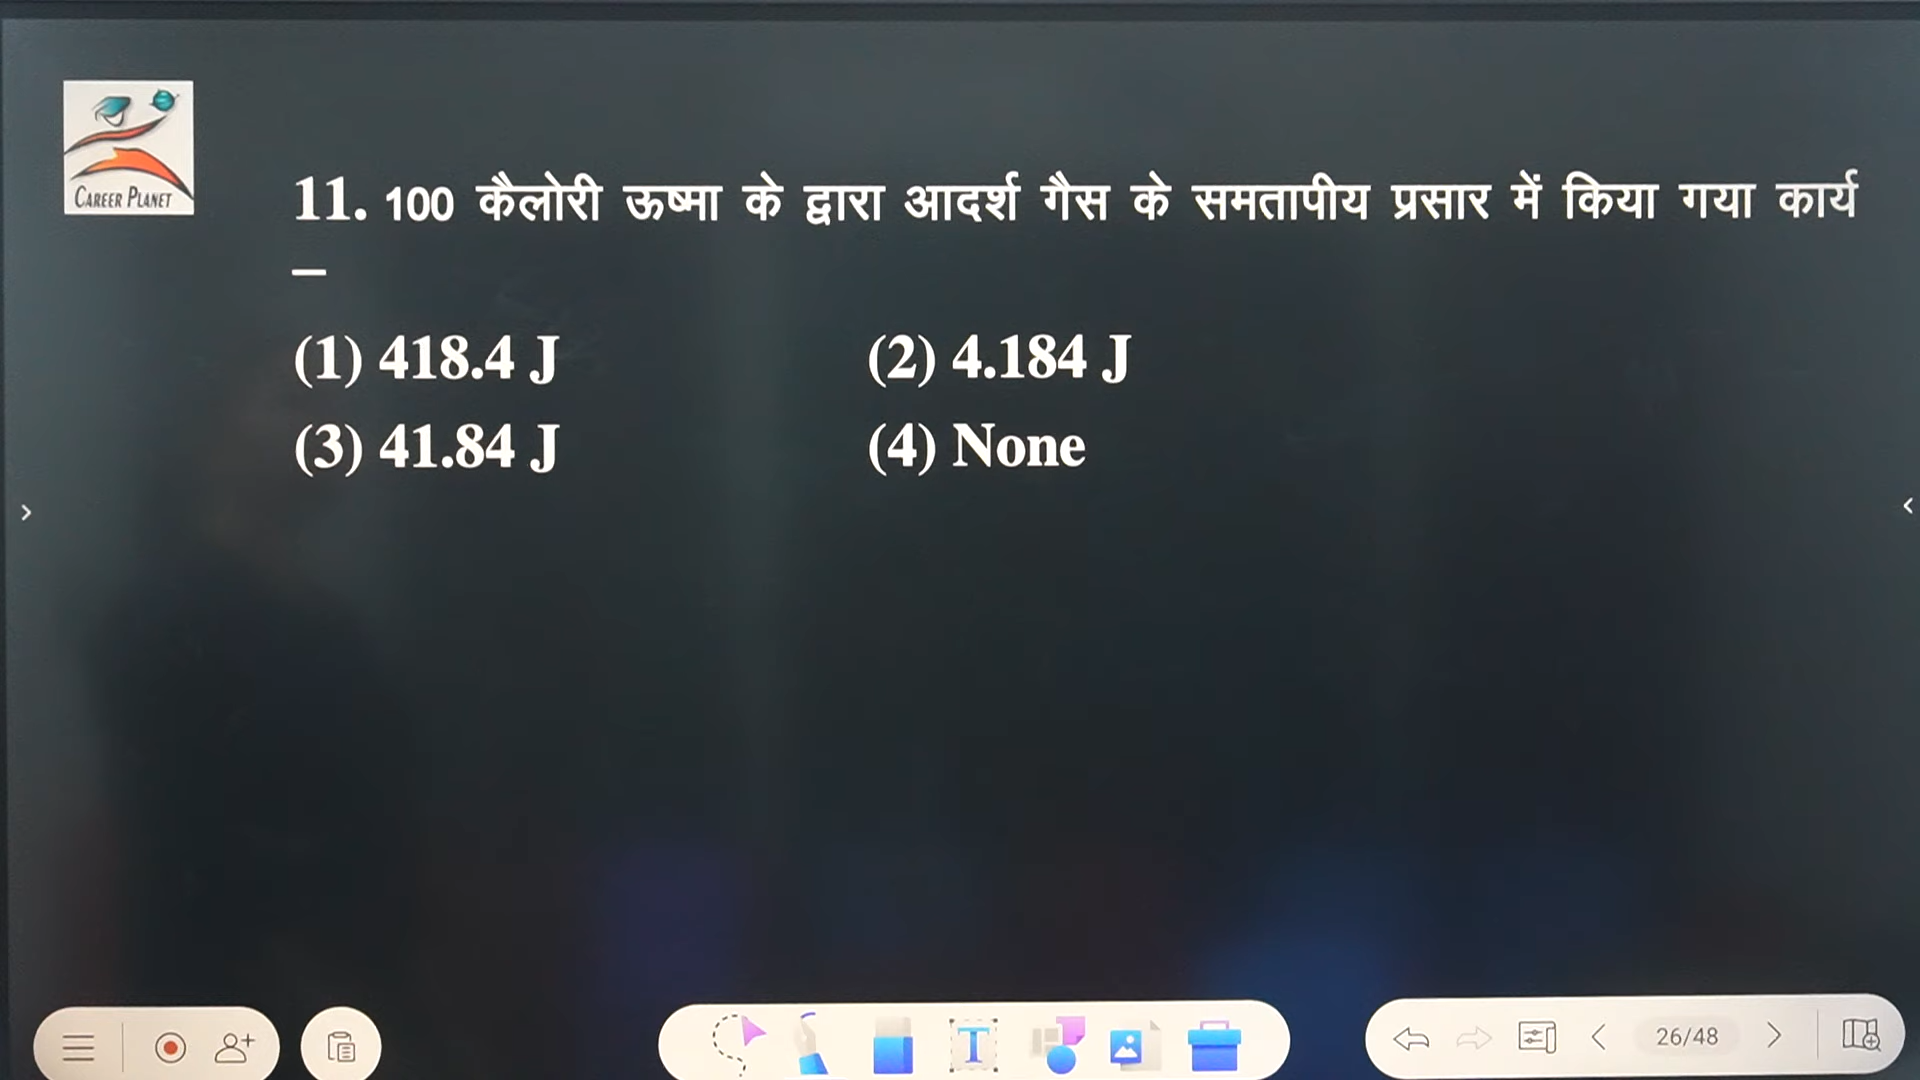 CAREER PLANET
11. 100 कैलोरी ऊष्मा के द्वारा आदर्श गैस के समतापीय प्रसार में किया गया कार्य
–
(1) 418.4 J (2) 4.184 J
(3) 41.84 J (4) None
T
26/48